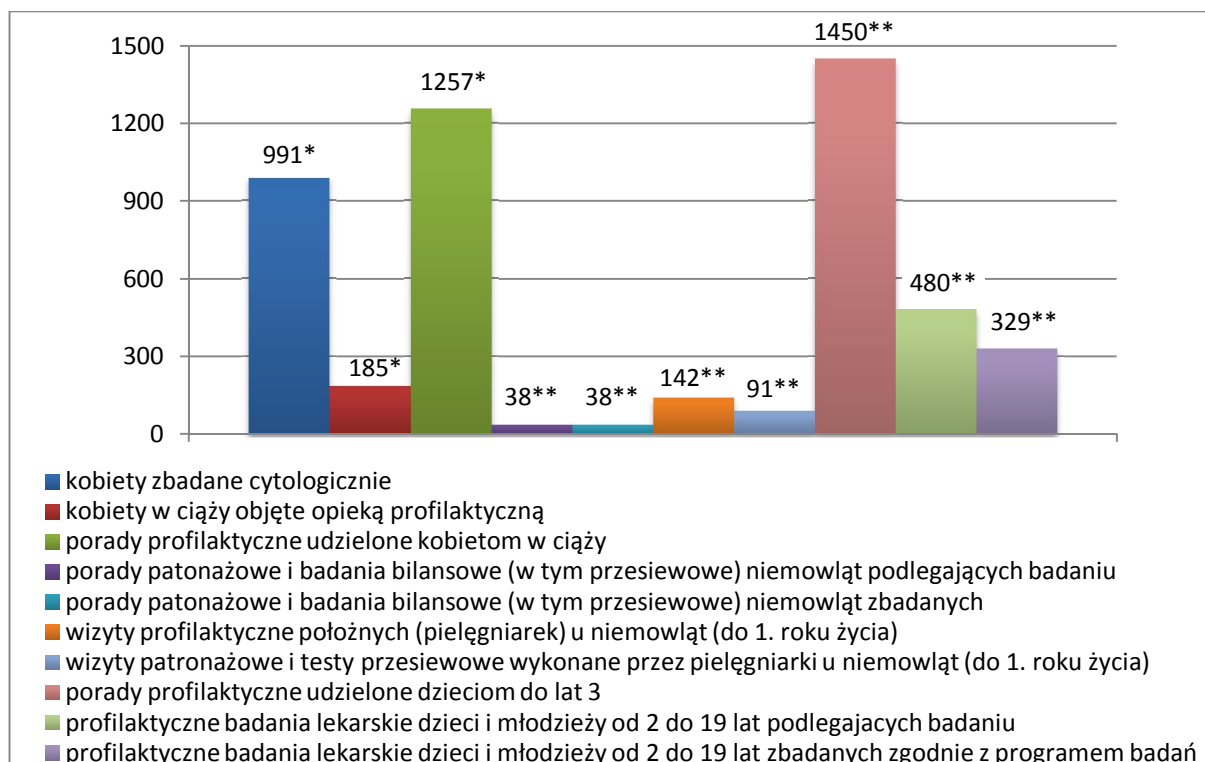 1500
1200
900
600
300
0
991*
185*
1257*
38**
38**
142**
91**
1450**
480**
329**
kobiety zbadane cytologicznie
kobiety w ciąży objęte opieką profilaktyczną
porady profilaktyczne udzielone kobietom w ciąży
porady patonażowe i badania bilansowe (w tym przesiewowe) niemowląt podlegających badaniu
porady patonażowe i badania bilansowe (w tym przesiewowe) niemowląt zbadanych
wizyty profilaktyczne położnych (pielęgniarek) u niemowląt (do 1. roku życia)
wizyty patronażowe i testy przesiewowe wykonane przez pielęgniarki u niemowląt (do 1. roku życia)
porady profilaktyczne udzielone dzieciom do lat 3
profilaktyczne badania lekarskie dzieci i młodzieży od 2 do 19 lat podlegajacych badaniu
profilaktyczne badania lekarskie dzieci i młodzieży od 2 do 19 lat zbadanych zgodnie z programem badań